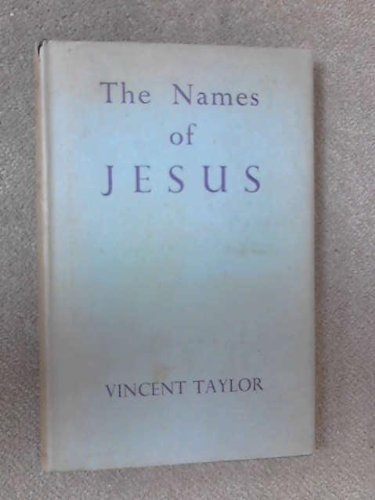 The Names
of
JESUS
VINCENT TAYLOR